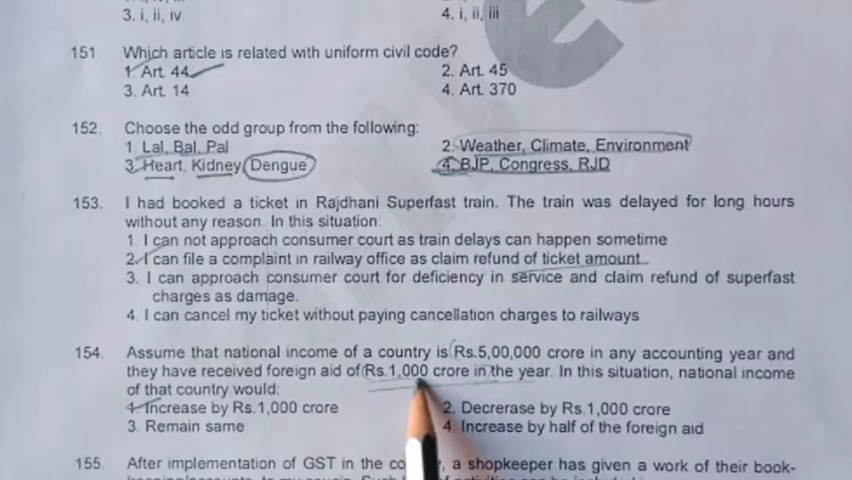 3. i, ii, iv 4. i, ii, iii
151. Which article is related with uniform civil code?
1. Art. 44 2. Art. 45
3. Art. 14 4. Art. 370
152. Choose the odd group from the following:
1. Lal, Bal, Pal 2. Weather, Climate, Environment
3. Heart, Kidney, Dengue 4. BJP, Congress, RJD
153. I had booked a ticket in Rajdhani Superfast train. The train was delayed for long hours
without any reason. In this situation:
1. I can not approach consumer court as train delays can happen sometime
2. I can file a complaint in railway office as claim refund of ticket amount
3. I can approach consumer court for deficiency in service and claim refund of superfast
charges as damage.
4. I can cancel my ticket without paying cancellation charges to railways
154. Assume that national income of a country is Rs.5,00,000 crore in any accounting year and
they have received foreign aid of Rs.1,000 crore in the year. In this situation, national income
of that country would:
1. Increase by Rs.1,000 crore 2. Decrerase by Rs.1,000 crore
3. Remain same 4. Increase by half of the foreign aid
155. After implementation of GST in the a shopkeeper has given a work of their book-